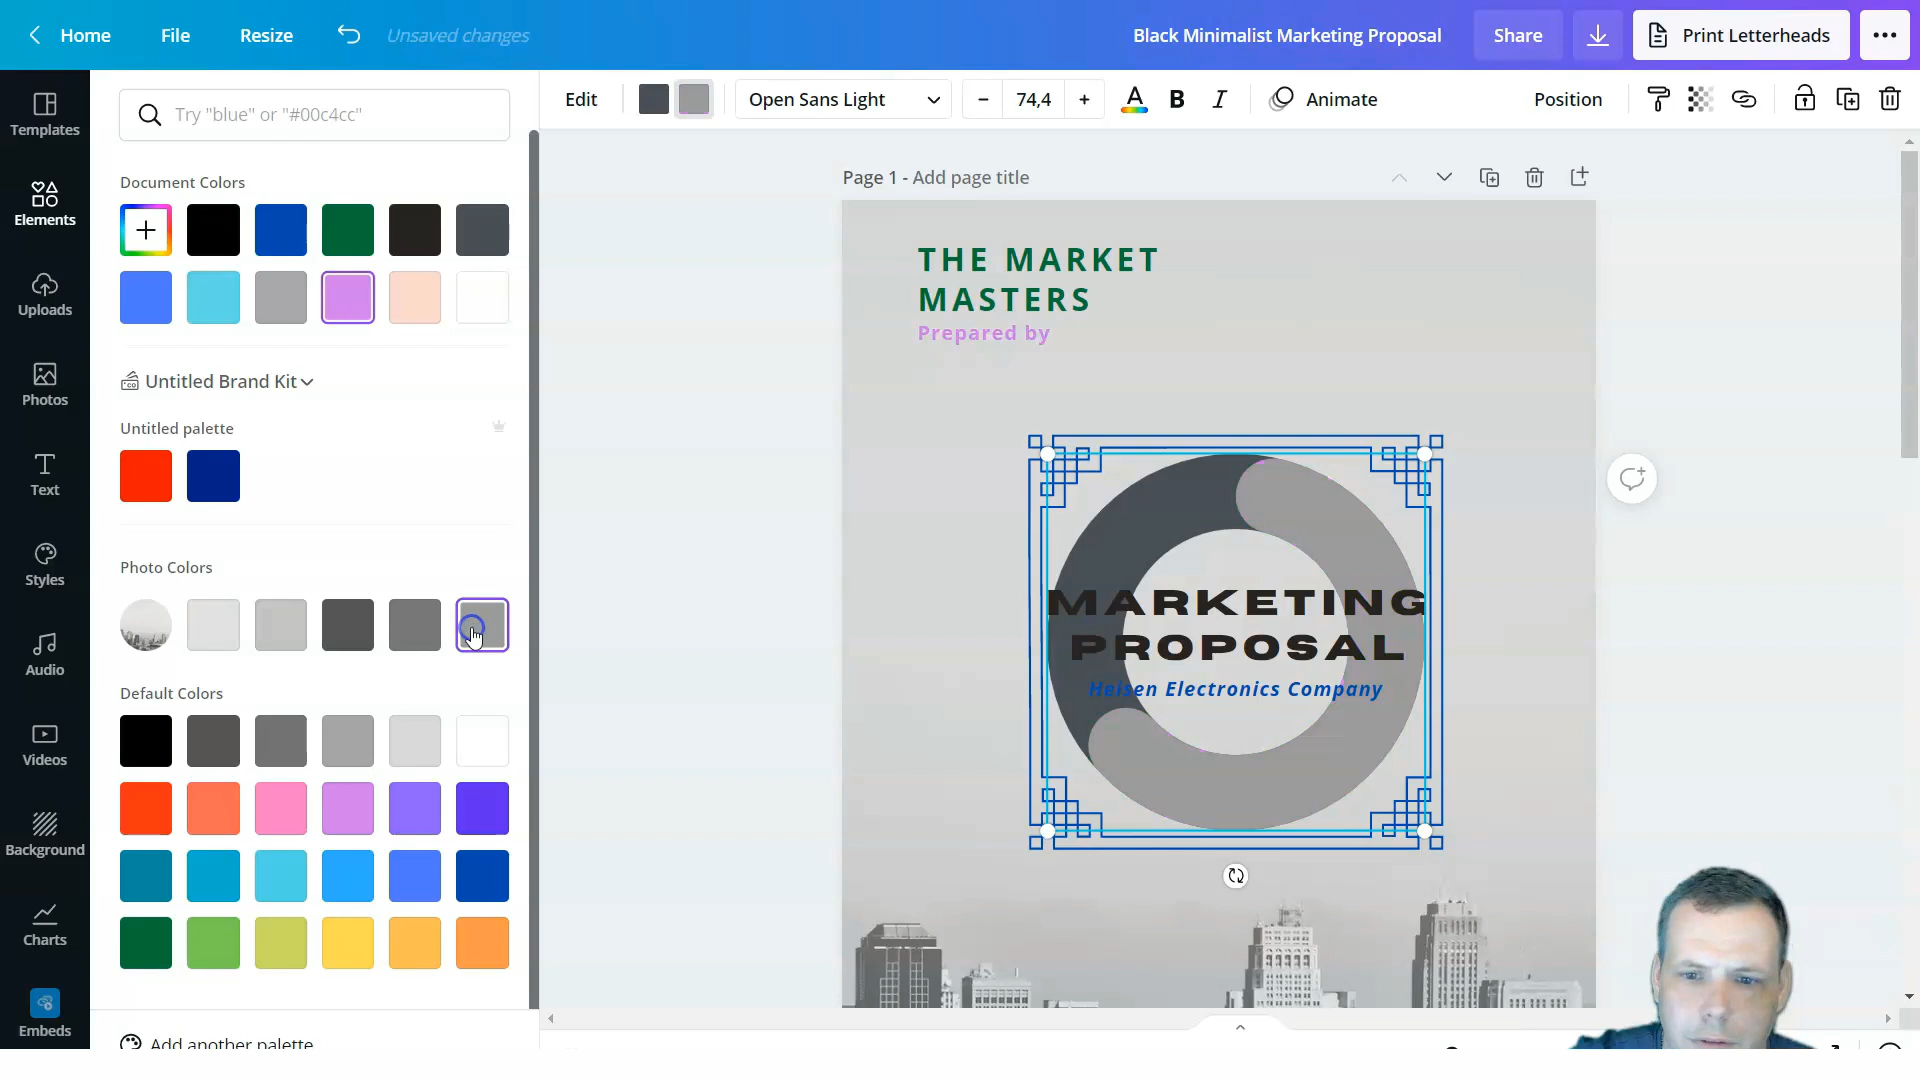 Home
File
Resize
Unsaved changes
Black Minimalist Marketing Proposal
Share
Print Letterheads
Templates
Elements
Uploads
Photos
Text
Styles
Audio
Videos
Background
Charts
Embeds
Try "blue" or "#00c4cc"
Document Colors
Untitled Brand Kit
Untitled palette
Photo Colors
Default Colors
Add another palette
Edit
Open Sans Light
74,4
A
B
I
Animate
Position
Page 1 - Add page title
THE MARKET
MASTERS
Prepared by
MARKETING
PROPOSAL
Heisen Electronics Company